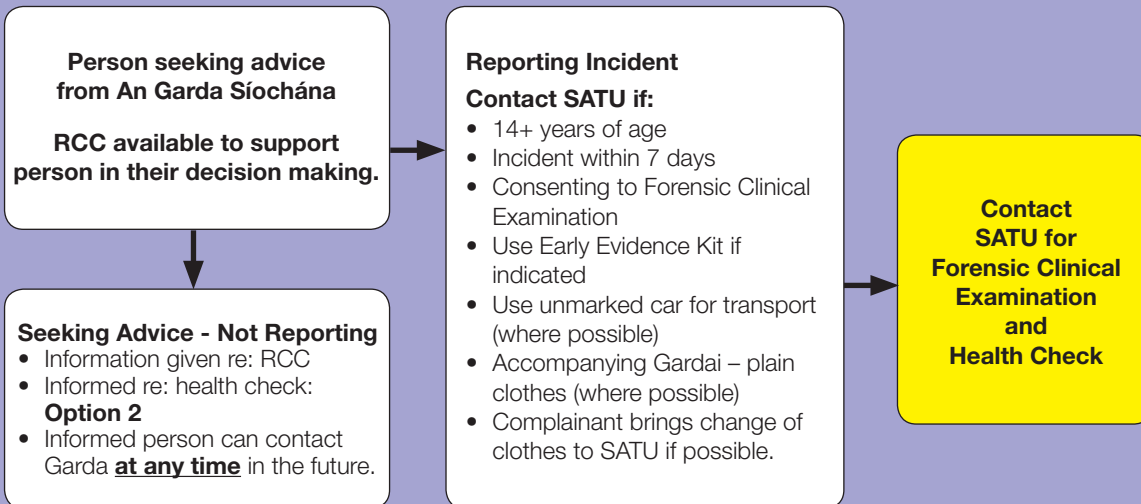 Person seeking advice
from An Garda Síochána
RCC available to support
person in their decision making.
Seeking Advice - Not Reporting
• Information given re: RCC
• Informed re: health check:
Option 2
• Informed person can contact
Garda at any time in the future.
Reporting Incident
Contact SATU if:
• 14+ years of age
• Incident within 7 days
• Consenting to Forensic Clinical
Examination
• Use Early Evidence Kit if
indicated
• Use unmarked car for transport
(where possible)
• Accompanying Gardai – plain
clothes (where possible)
• Complainant brings change of
clothes to SATU if possible.
Contact
SATU for
Forensic Clinical
Examination
and
Health Check